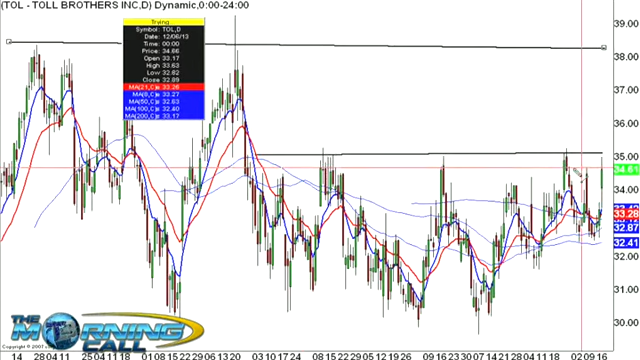 (TOL - TOLL BROTHERS INC,D) Dynamic,0:00-24:00
Trying
Symbol: TOL,D
Date: 12/06/13
Time: 00:00
Price: 34.66
Open 33.17
High 33.63
Low 32.82
Close 32.89
MA(21,C)e 33.36
MA(8,C)e 33.27
MA(50,C)s 32.63
MA(100,C)s 32.40
MA(200,C)s 33.17
39.00
38.00
37.00
36.00
35.00
34.61
34.00
33.28
32.87
32.41
32.00
31.00
30.00
THE MORNING CALL
Copyright © 2007
14 28 04 11 25 04 11 01 08 15 22 29 06 13 20 03 10 17 24 08 15 22 05 12 19 26 09 16 23 30 07 14 21 28 04 11 18 02 09 16